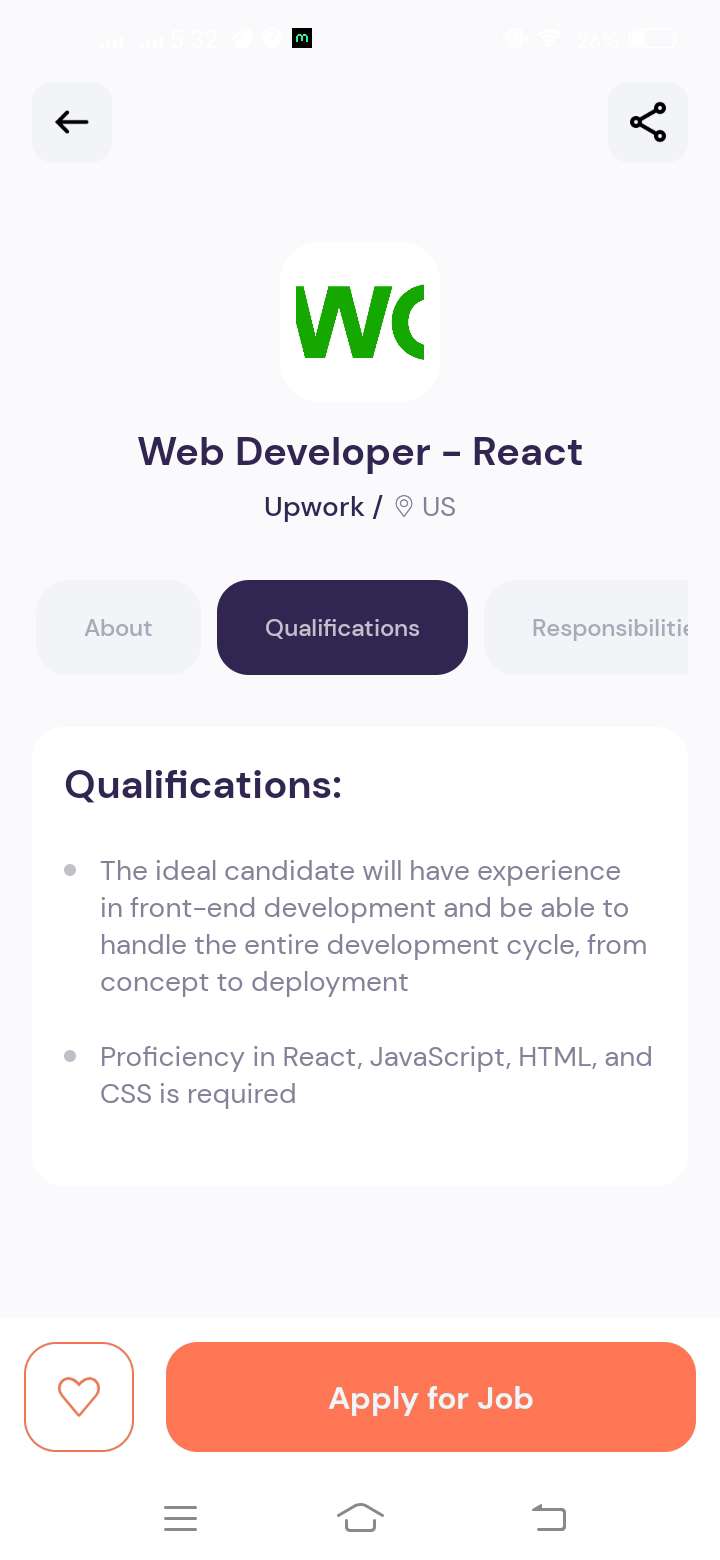 5:32 26%
Web Developer - React
Upwork / US
About Qualifications Responsibilitie
Qualifications:
The ideal candidate will have experience
in front-end development and be able to
handle the entire development cycle, from
concept to deployment
Proficiency in React, JavaScript, HTML, and
CSS is required
Apply for Job